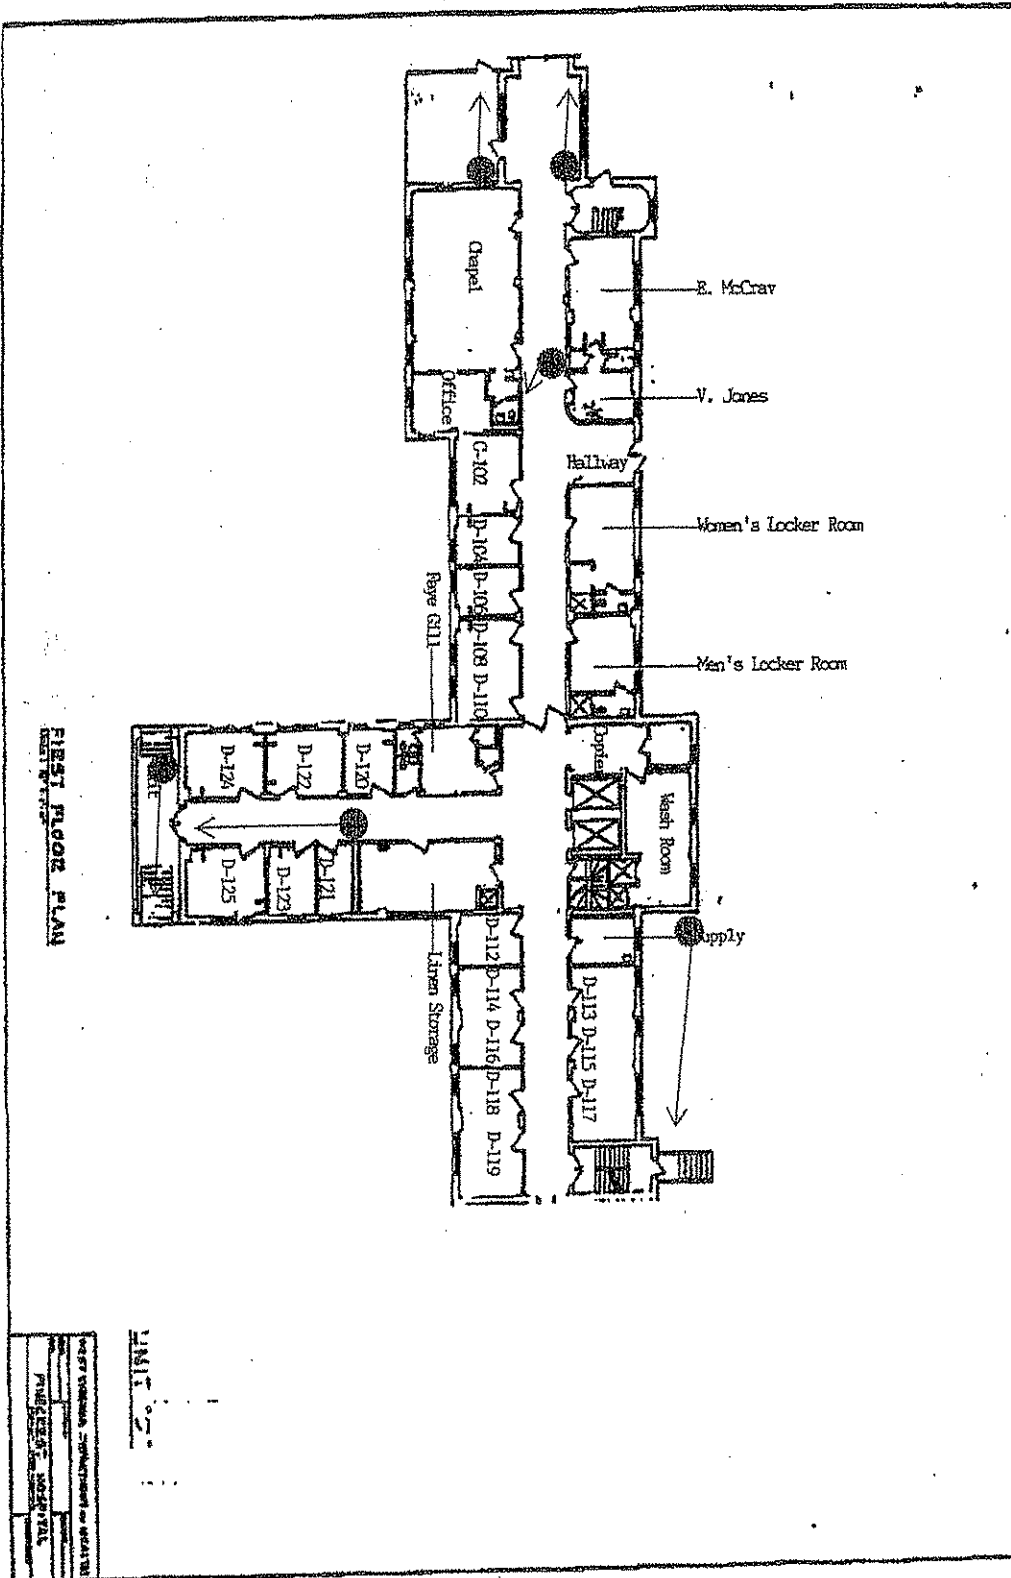 E. McCrav
V. Jones
Hallway
Women's Locker Room
Men's Locker Room
Copier
Wash Room
Supply
D-113 D-115 D-117
Chapel
Office
C-102
D-104
D-106
D-108 D-110
Faye Gill
D-120
D-122
D-124
D-121
D-123
D-125
Linen Storage
D-112
D-114 D-116
D-118 D-119
FIRST FLOOR PLAN
UNIT
PINECREST HOSPITAL